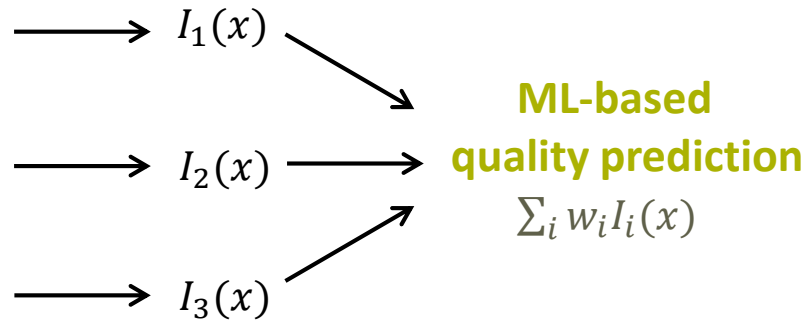 I₁(x)
ML-based
I₂(x)
quality prediction
∑ᵢ wᵢIᵢ(x)
I₃(x)